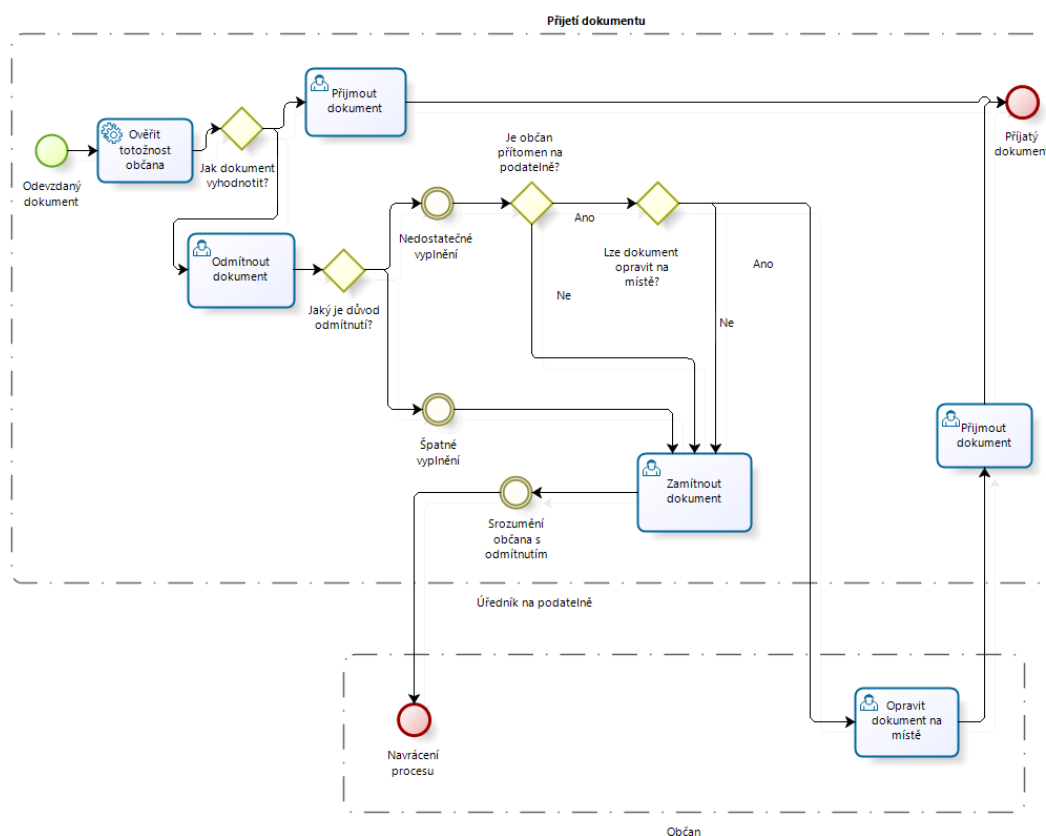 Přijetí dokumentu
Přijmout
dokument
Ověřit
totožnost
občana
Jak dokument
vyhodnotit?
Odevzdaný
dokument
Je občan
přítomen na
podatelně?
Příjatý
dokument
Odmítnout
dokument
Jaký je důvod
odmítnutí?
Nedostatečné
vyplnění
Ano
Lze dokument
opravit na
místě?
Ano
Ne
Ne
Špatné
vyplnění
Přijmout
dokument
Zamítnout
dokument
Srozumění
občana s
odmítnutím
Úředník na podatelně
Navrácení
procesu
Opravit
dokument na
místě
Občan